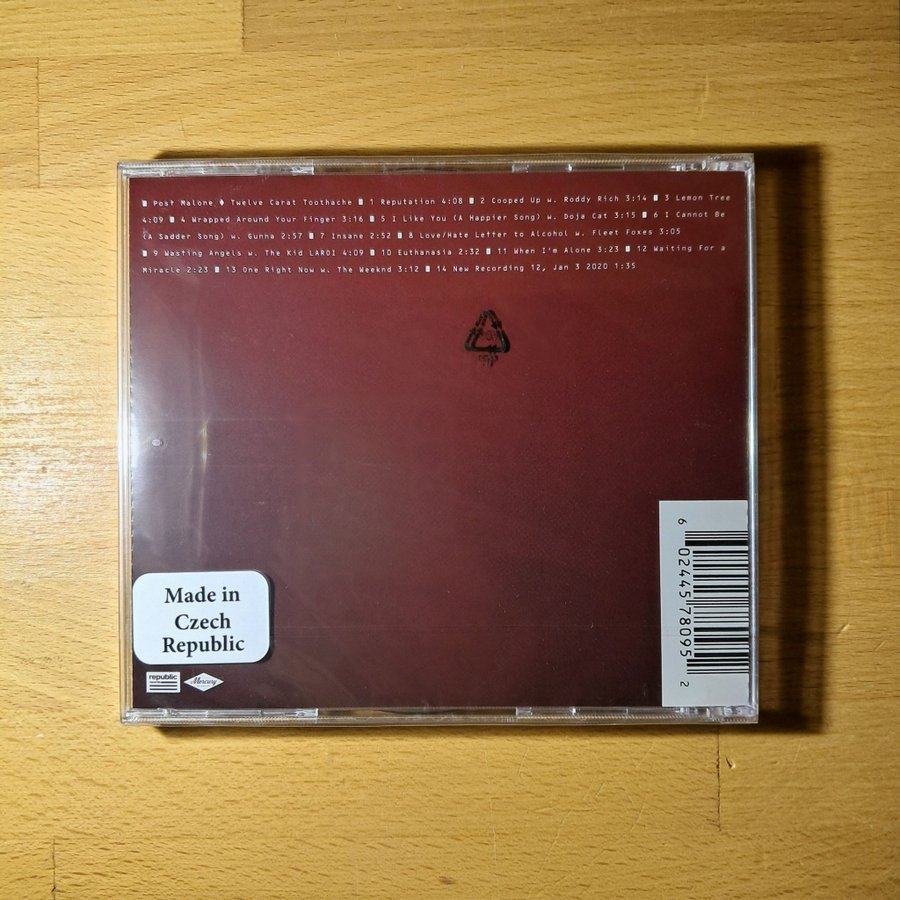 Post Malone ♦ Twelve Carat Toothache ■ 1 Reputation 4:08 ■ 2 Cooped Up w. Roddy Rich 3:14 ■ 3 Lemon Tree
4:09 ■ 4 Wrapped Around Your Finger 3:16 ■ 5 I Like You (A Happier Song) w. Doja Cat 3:15 ■ 6 I Cannot Be
(A Sadder Song) w. Gunna 2:57 ■ 7 Insane 2:52 ■ 8 Love/Hate Letter to Alcohol w. Fleet Foxes 3:05
■ 9 Wasting Angels w. The Kid LAROI 4:09 ■ 10 Euthanasia 2:32 ■ 11 When I'm Alone 3:23 ■ 12 Waiting For a
Miracle 2:23 ■ 13 One Right Now w. The Weeknd 3:12 ■ 14 New Recording 12, Jan 3 2020 1:35
6 02445 78095 2
Made in
Czech
Republic
republic
Mercury